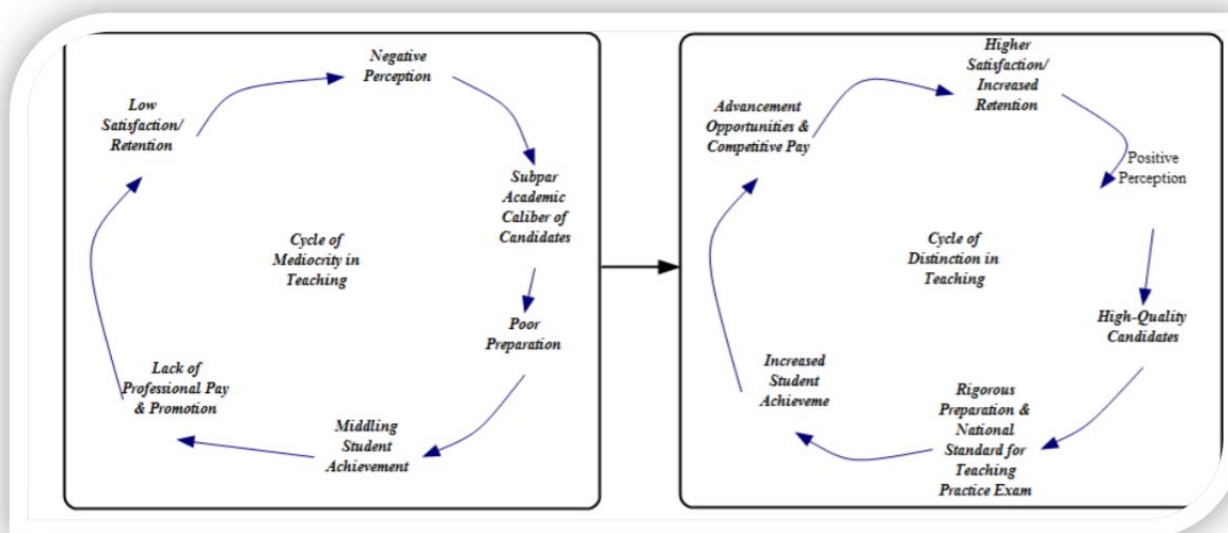 Negative
Perception
Subpar
Academic
Caliber of
Candidates
Poor
Preparation
Middling
Student
Achievement
Lack of
Professional Pay
& Promotion
Low
Satisfaction/
Retention
Cycle of
Mediocrity in
Teaching
Higher
Satisfaction/
Increased
Retention
Positive
Perception
High-Quality
Candidates
Rigorous
Preparation &
National
Standard for
Teaching
Practice Exam
Increased
Student
Achieveme
Advancement
Opportunities &
Competitive Pay
Cycle of
Distinction in
Teaching